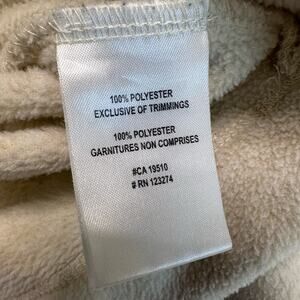 100% POLYESTER
EXCLUSIVE OF TRIMMINGS
100% POLYESTER
GARNITURES NON COMPRISES
#CA 19510
# RN 123274